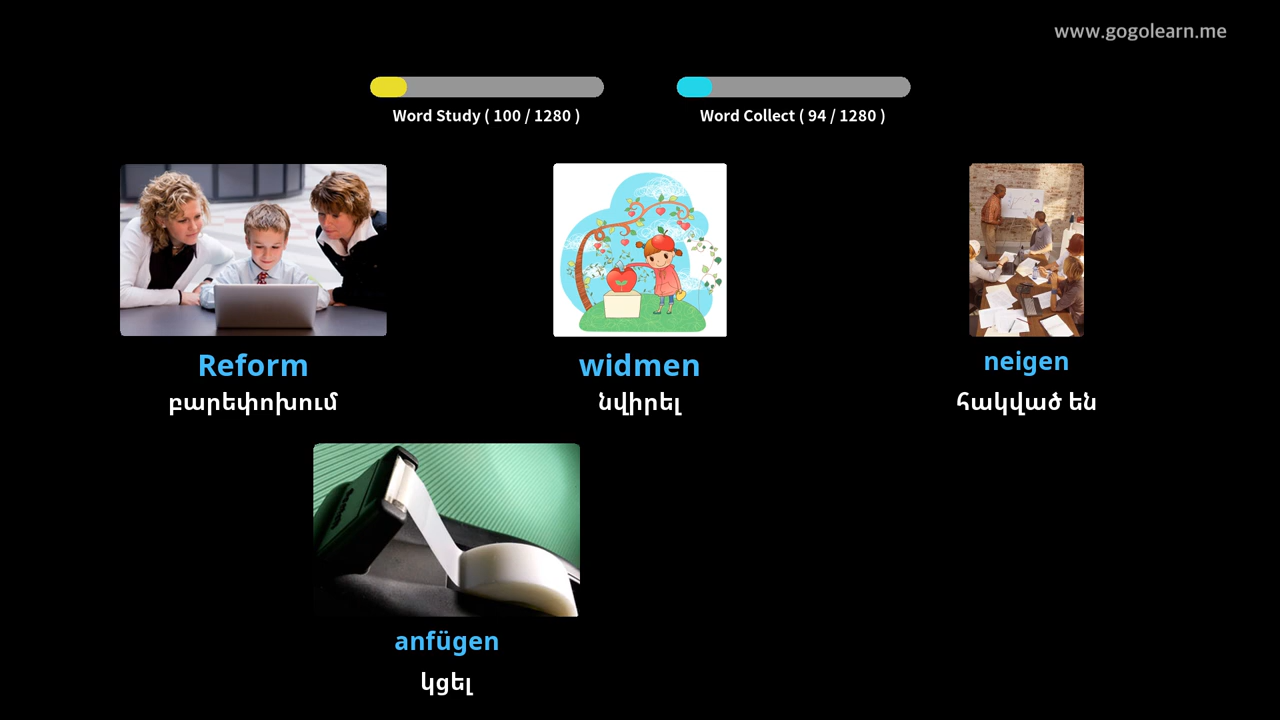 www.gogolearn.me
Word Study ( 100 / 1280 )
Word Collect ( 94 / 1280 )
Reform
բարեփոխում
widmen
նվիրել
neigen
հակված են
anfügen
կցել